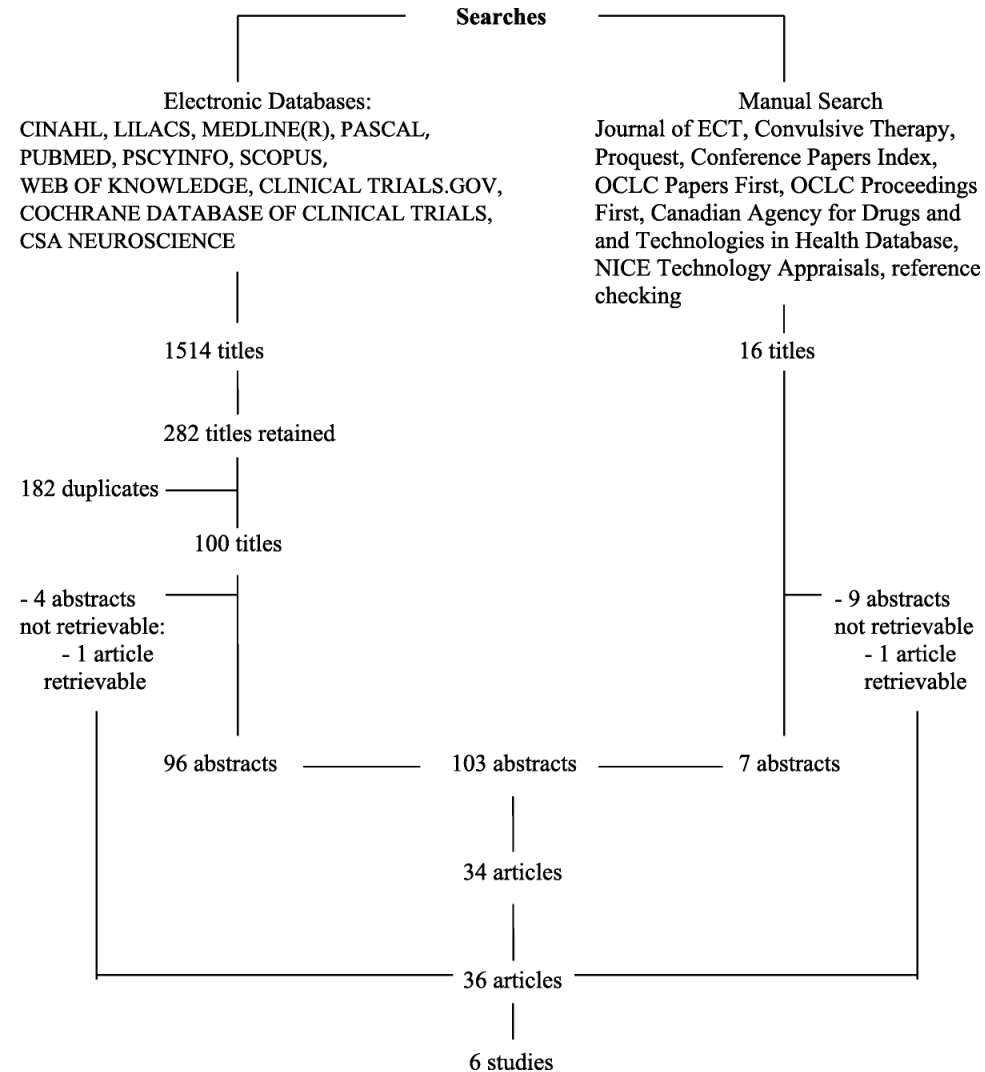 Searches
Electronic Databases:
CINAHL, LILACS, MEDLINE(R), PASCAL,
PUBMED, PSCYINFO, SCOPUS,
WEB OF KNOWLEDGE, CLINICAL TRIALS.GOV,
COCHRANE DATABASE OF CLINICAL TRIALS,
CSA NEUROSCIENCE
Manual Search
Journal of ECT, Convulsive Therapy,
Proquest, Conference Papers Index,
OCLC Papers First, OCLC Proceedings
First, Canadian Agency for Drugs and
and Technologies in Health Database,
NICE Technology Appraisals, reference
checking
1514 titles
16 titles
282 titles retained
182 duplicates
100 titles
- 4 abstracts
not retrievable:
- 1 article
retrievable
- 9 abstracts
not retrievable
- 1 article
retrievable
96 abstracts
103 abstracts
7 abstracts
34 articles
36 articles
6 studies